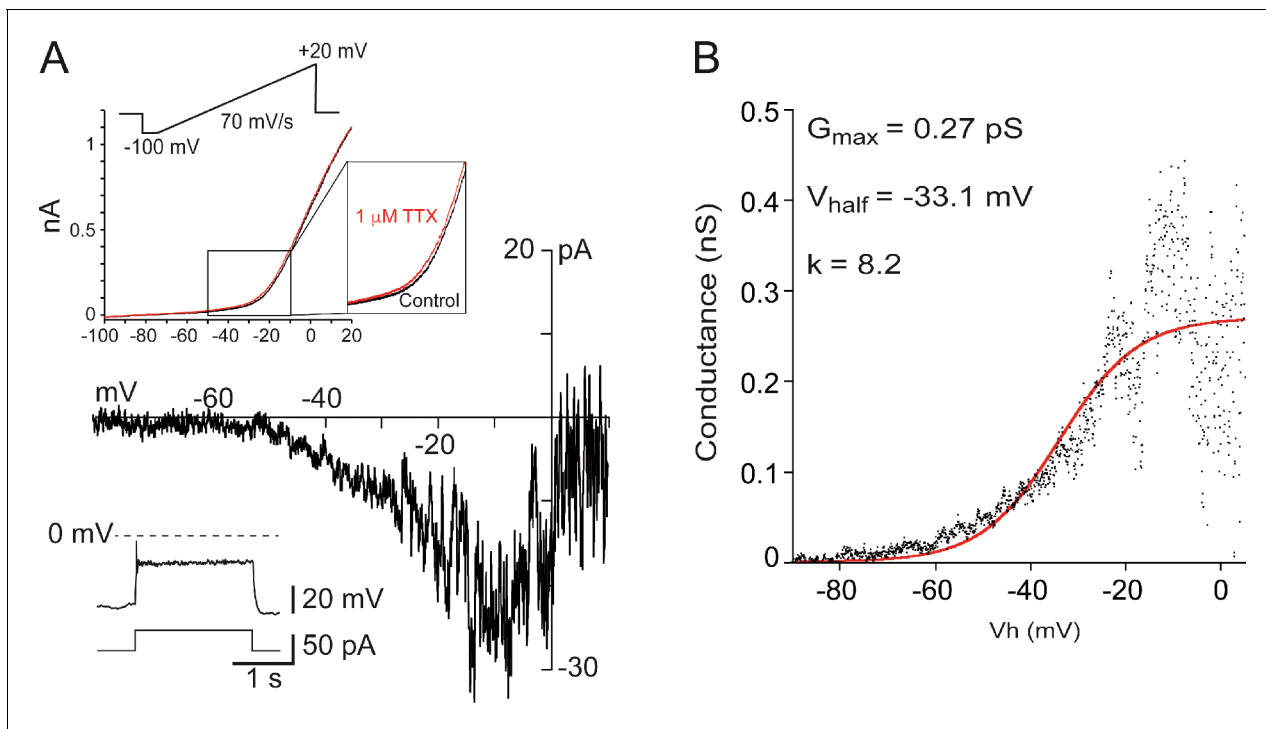 A
+20 mV
70 mV/s
-100 mV
1
nA
0.5
0
-100 -80 -60 -40 -20 0 20
1 μM TTX
Control
20 pA
mV
-60
-40
-20
-30
0 mV
20 mV
50 pA
1 s
B
0.5
Gmax = 0.27 pS
0.4
Vhalf = -33.1 mV
k = 8.2
0.3
Conductance (nS)
0.2
0.1
0
-80 -60 -40 -20 0
Vh (mV)